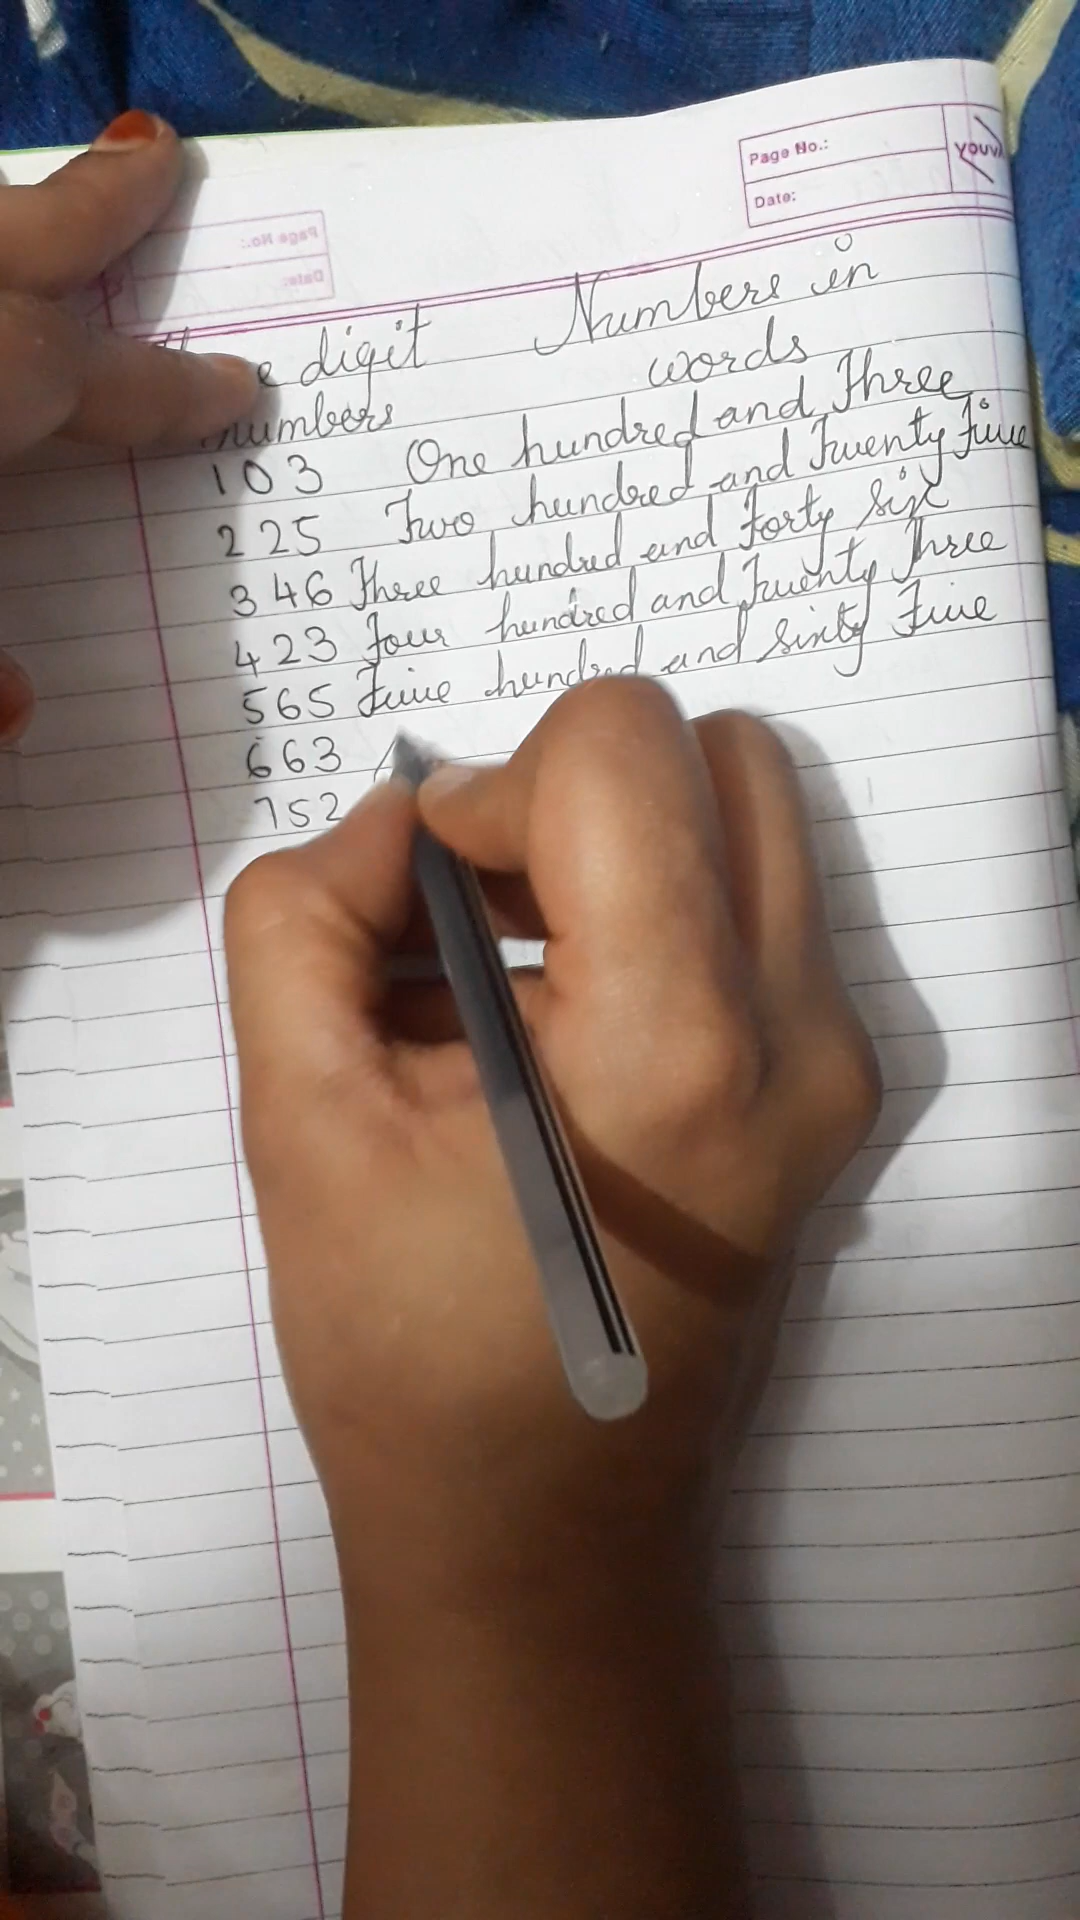 Page No.:
Date:
youva
digit Numbers in
numbers words
103 One hundred and Three
225 Two hundred and Twenty Five
346 Three hundred and Forty Six
423 Four hundred and Twenty Three
565 Five hundred and Sixty Five
663
752